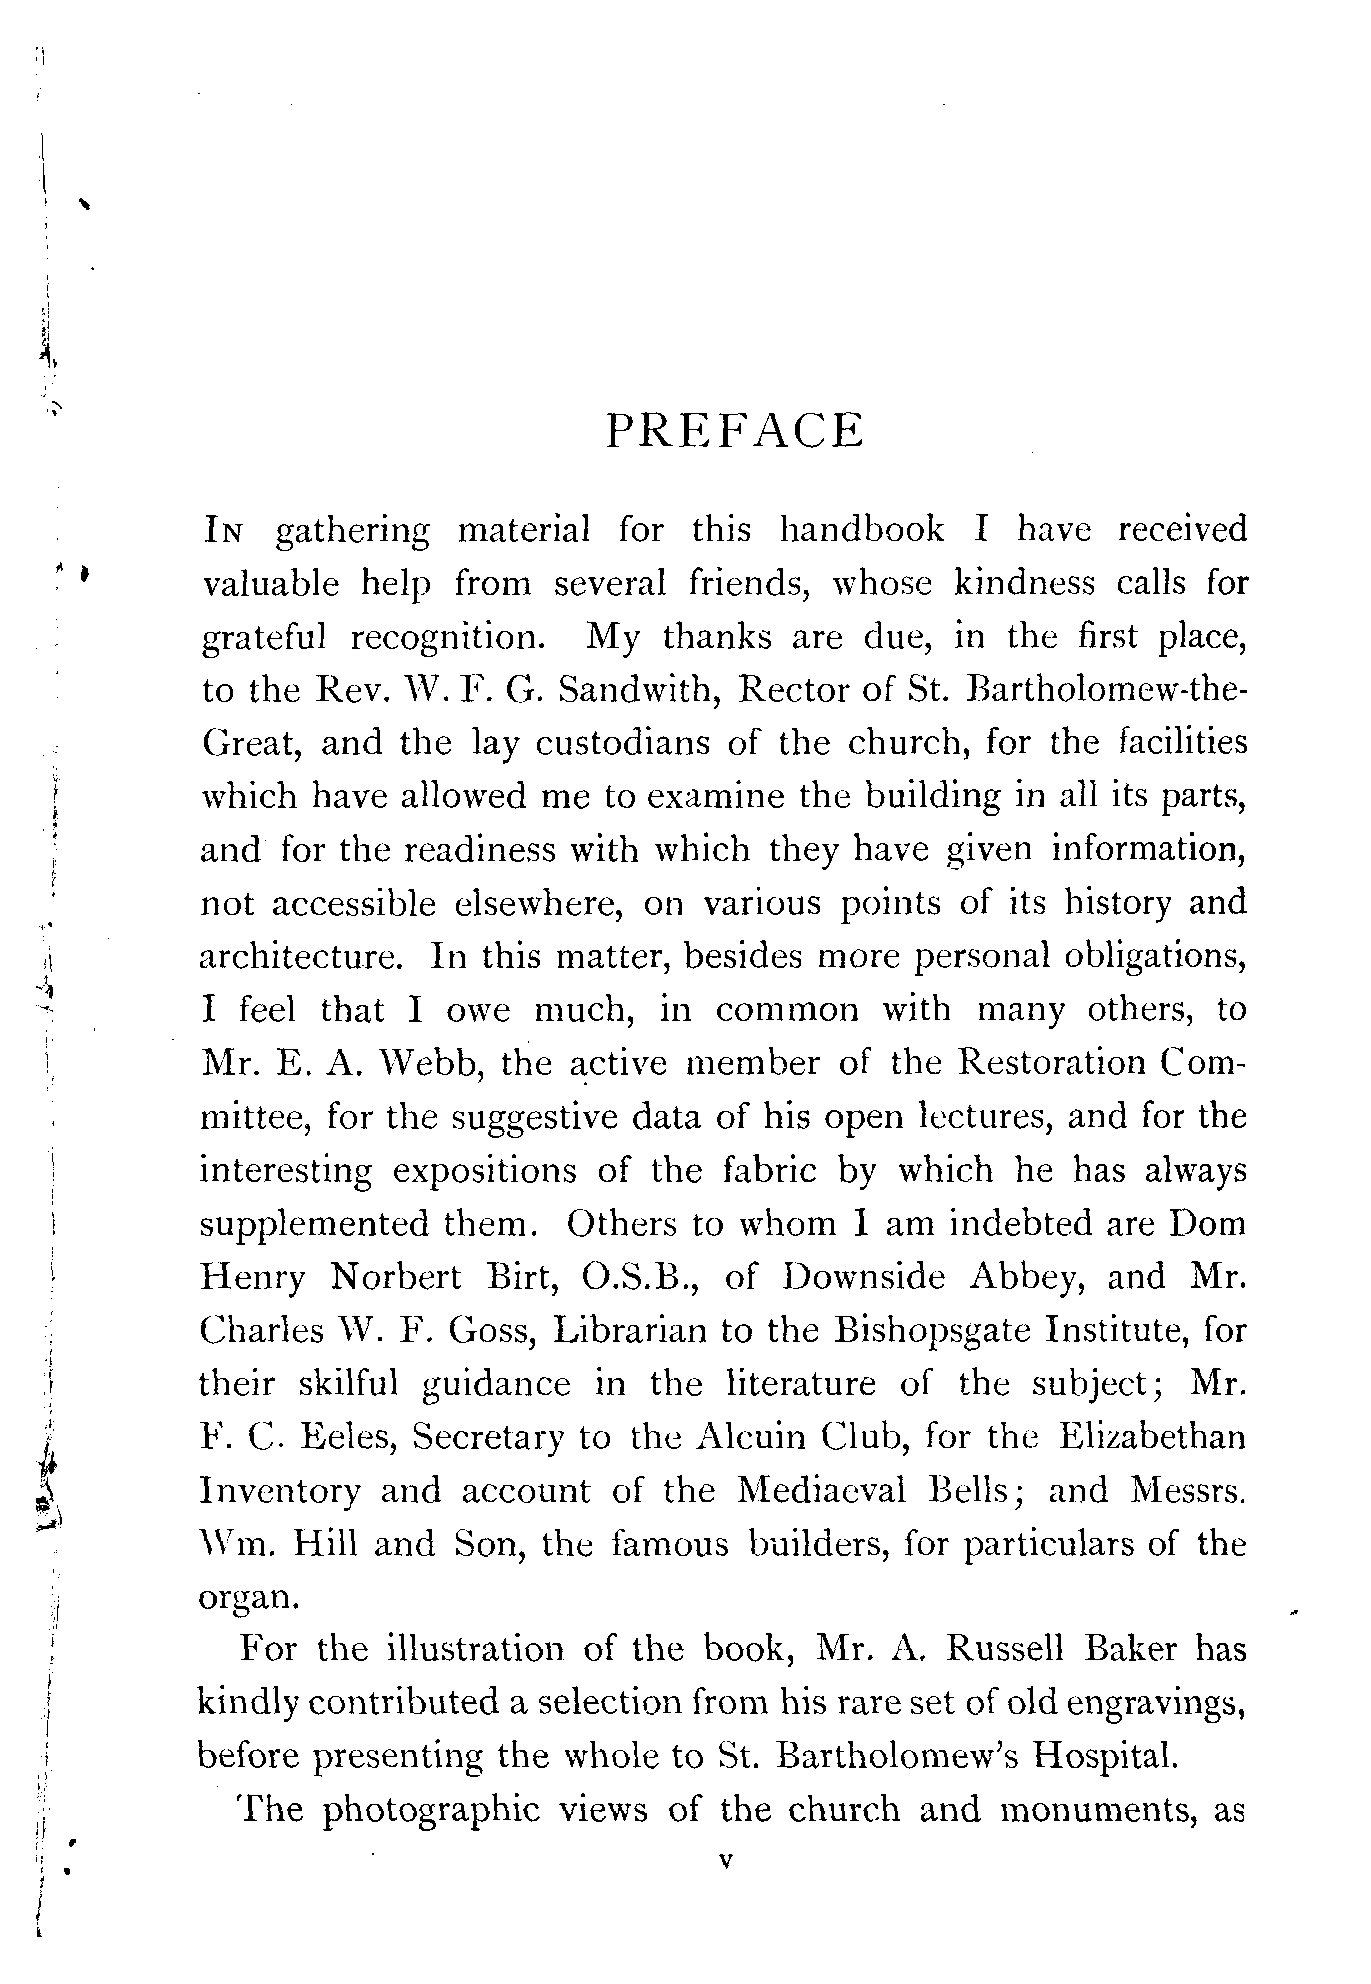 PREFACE
IN gathering material for this handbook I have received
valuable help from several friends, whose kindness calls for
grateful recognition. My thanks are due, in the first place,
to the Rev. W. F. G. Sandwith, Rector of St. Bartholomew-the-
Great, and the lay custodians of the church, for the facilities
which have allowed me to examine the building in all its parts,
and for the readiness with which they have given information,
not accessible elsewhere, on various points of its history and
architecture. In this matter, besides more personal obligations,
I feel that I owe much, in common with many others, to
Mr. E. A. Webb, the active member of the Restoration Com-
mittee, for the suggestive data of his open lectures, and for the
interesting expositions of the fabric by which he has always
supplemented them. Others to whom I am indebted are Dom
Henry Norbert Birt, O.S.B., of Downside Abbey, and Mr.
Charles W. F. Goss, Librarian to the Bishopsgate Institute, for
their skilful guidance in the literature of the subject; Mr.
F. C. Eeles, Secretary to the Alcuin Club, for the Elizabethan
Inventory and account of the Mediaeval Bells; and Messrs.
Wm. Hill and Son, the famous builders, for particulars of the
organ.
For the illustration of the book, Mr. A. Russell Baker has
kindly contributed a selection from his rare set of old engravings,
before presenting the whole to St. Bartholomew's Hospital.
The photographic views of the church and monuments, as
v